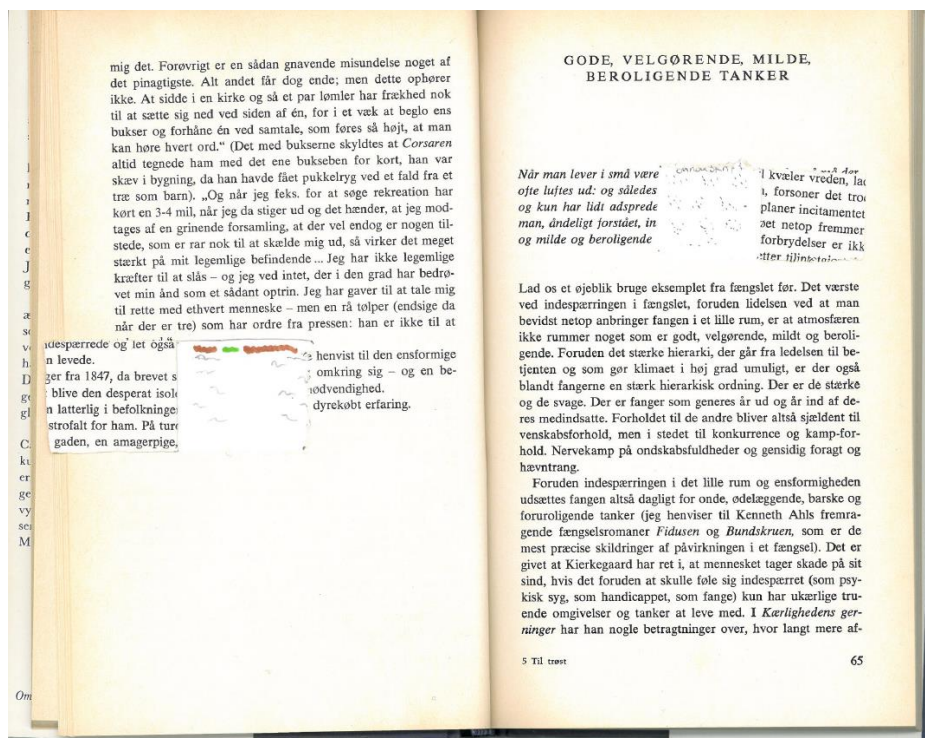 mig det. Forøvrigt er en sådan gnavende misundelse noget af
det pinagtigste. Alt andet får dog ende; men dette ophører
ikke. At sidde i en kirke og så et par lømler har frækhed nok
til at sætte sig ned ved siden af én, for i et væk at beglo ens
bukser og forhåne én ved samtale, som føres så højt, at man
kan høre hvert ord.“ (Det med bukserne skyldtes at Corsaren
altid tegnede ham med det ene bukseben for kort, han var
skæv i bygning, da han havde fået pukkelryg ved et fald fra et
træ som barn). „Og når jeg feks. for at søge rekreation har
kørt en 3-4 mil, når jeg da stiger ud og det hænder, at jeg mod-
tages af en grinende forsamling, at der vel endog er nogen til-
stede, som er rar nok til at skælde mig ud, så virker det meget
stærkt på mit legemlige befindende ... Jeg har ikke legemlige
kræfter til at slås – og jeg ved intet, der i den grad har bedrø-
vet min ånd som et sådant optrin. Jeg har gaver til at tale mig
til rette med ethvert menneske – men en rå tølper (endsige da
når der er tre) som har ordre fra pressen: han er ikke til at
indespærrede og let også
n levede. henvist til den ensformige
ger fra 1847, da brevet s omkring sig – og en be-
blive den desperat isol nødvendighed.
n latterlig i befolkninge dyrekøbt erfaring.
strofalt for ham. På ture
gaden, en amagerpige,
Om
GODE, VELGØRENDE, MILDE,
BEROLIGENDE TANKER
Når man lever i små være kvæler vreden, lad
ofte luftes ud: og således forsoner det tro
og kun har lidt adsprede planer incitamentet
man, åndeligt forstået, in netop fremmer
og milde og beroligende forbrydelser er ikk
Lad os et øjeblik bruge eksemplet fra fængslet før. Det værste
ved indespærringen i fængslet, foruden lidelsen ved at man
bevidst netop anbringer fangen i et lille rum, er at atmosfæren
ikke rummer noget som er godt, velgørende, mildt og beroli-
gende. Foruden det stærke hierarki, der går fra ledelsen til be-
tjenten og som gør klimaet i høj grad umuligt, er der også
blandt fangerne en stærk hierarkisk ordning. Der er de stærke
og de svage. Der er fanger som generes år ud og år ind af de-
res medindsatte. Forholdet til de andre bliver altså sjældent til
venskabsforhold, men i stedet til konkurrence og kamp-for-
hold. Nervekamp på ondskabsfuldheder og gensidig foragt og
hævntrang.
Foruden indespærringen i det lille rum og ensformigheden
udsættes fangen altså dagligt for onde, ødelæggende, barske og
foruroligende tanker (jeg henviser til Kenneth Ahls fremra-
gende fængselsromaner Fidusen og Bundskruen, som er de
mest præcise skildringer af påvirkningen i et fængsel). Det er
givet at Kierkegaard har ret i, at mennesket tager skade på sit
sind, hvis det foruden at skulle føle sig indespærret (som psy-
kisk syg, som handicappet, som fange) kun har ukærlige tru-
ende omgivelser og tanker at leve med. I Kærlighedens ger-
ninger har han nogle betragtninger over, hvor langt mere af-
5 Til trøst 65